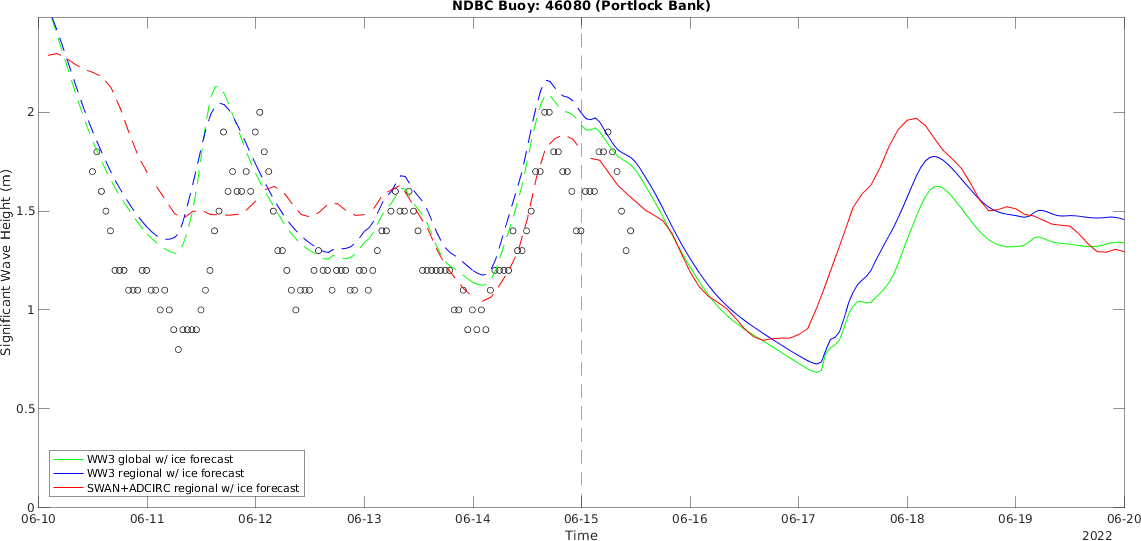 NDBC Buoy: 46080 (Portlock Bank)
Significant Wave Height (m)
2
1.5
1
0.5
0
WW3 global w/ ice forecast
WW3 regional w/ ice forecast
SWAN+ADCIRC regional w/ ice forecast
06-10 06-11 06-12 06-13 06-14 06-15 06-16 06-17 06-18 06-19 06-20
Time
2022